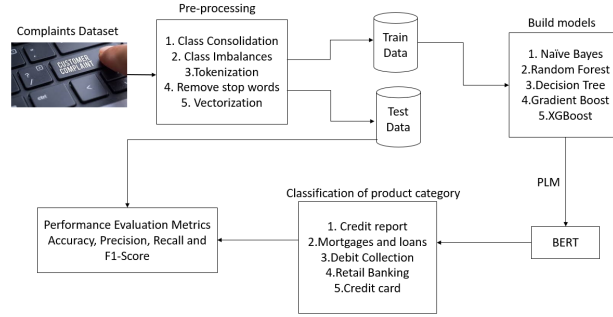 Pre-processing
Complaints Dataset
CUSTOMER
COMPLAINT
1. Class Consolidation
2. Class Imbalances
3.Tokenization
4. Remove stop words
5. Vectorization
Train
Data
Test
Data
Build models
1. Naïve Bayes
2.Random Forest
3.Decision Tree
4.Gradient Boost
5.XGBoost
PLM
BERT
Classification of product category
1. Credit report
2.Mortgages and loans
3.Debit Collection
4.Retail Banking
5.Credit card
Performance Evaluation Metrics
Accuracy, Precision, Recall and
F1-Score